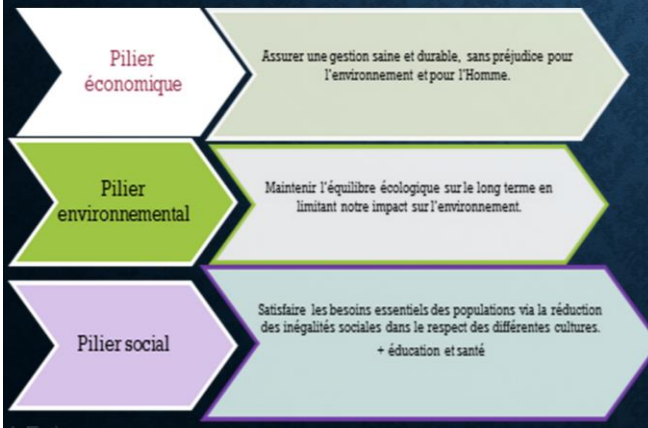 Pilier
économique
Assurer une gestion saine et durable, sans préjudice pour
l'environnement et pour l'Homme.
Pilier
environnemental
Maintenir l'équilibre écologique sur le long terme en
limitant notre impact sur l'environnement.
Pilier social
Satisfaire les besoins essentiels des populations via la réduction
des inégalités sociales dans le respect des différentes cultures.
+ éducation et santé